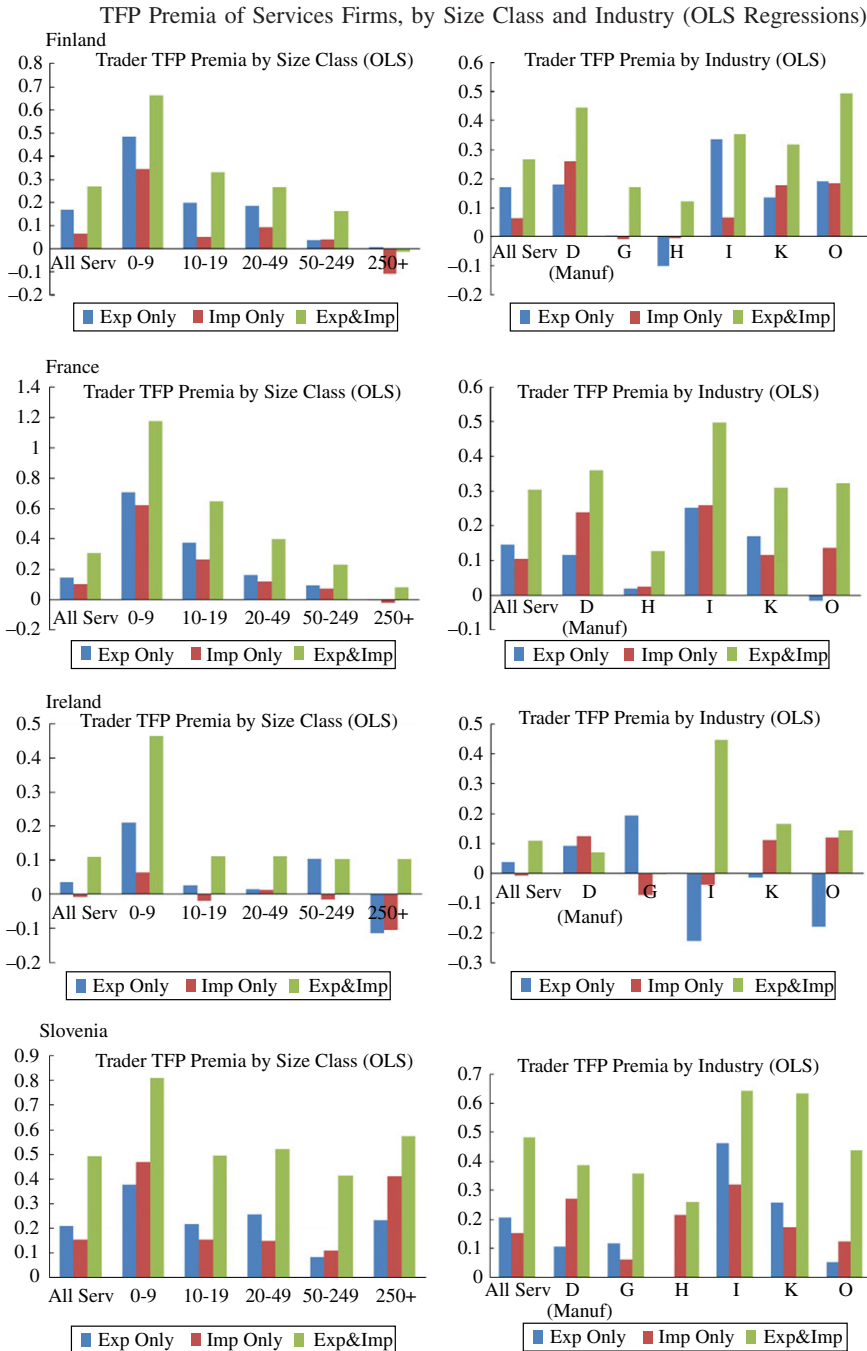 TFP Premia of Services Firms, by Size Class and Industry (OLS Regressions)
Finland
Trader TFP Premia by Size Class (OLS)
0.8
0.7
0.6
0.5
0.4
0.3
0.2
0.1
0
–0.1
–0.2
All Serv 0-9 10-19 20-49 50-249 250+
Exp Only Imp Only Exp&Imp
Trader TFP Premia by Industry (OLS)
0.6
0.5
0.4
0.3
0.2
0.1
0
–0.1
–0.2
All Serv D G H I K O
(Manuf)
Exp Only Imp Only Exp&Imp
France
Trader TFP Premia by Size Class (OLS)
1.4
1.2
1
0.8
0.6
0.4
0.2
0
–0.2
All Serv 0-9 10-19 20-49 50-249 250+
Exp Only Imp Only Exp&Imp
Trader TFP Premia by Industry (OLS)
0.6
0.5
0.4
0.3
0.2
0.1
0
–0.1
All Serv D H I K O
(Manuf)
Exp Only Imp Only Exp&Imp
Ireland
Trader TFP Premia by Size Class (OLS)
0.5
0.4
0.3
0.2
0.1
0
–0.1
–0.2
All Serv 0-9 10-19 20-49 50-249 250+
Exp Only Imp Only Exp&Imp
Trader TFP Premia by Industry (OLS)
0.5
0.4
0.3
0.2
0.1
0
–0.1
–0.2
–0.3
All Serv D G I K O
(Manuf)
Exp Only Imp Only Exp&Imp
Slovenia
Trader TFP Premia by Size Class (OLS)
0.9
0.8
0.7
0.6
0.5
0.4
0.3
0.2
0.1
0
All Serv 0-9 10-19 20-49 50-249 250+
Exp Only Imp Only Exp&Imp
Trader TFP Premia by Industry (OLS)
0.7
0.6
0.5
0.4
0.3
0.2
0.1
0
All Serv D G H I K O
(Manuf)
Exp Only Imp Only Exp&Imp